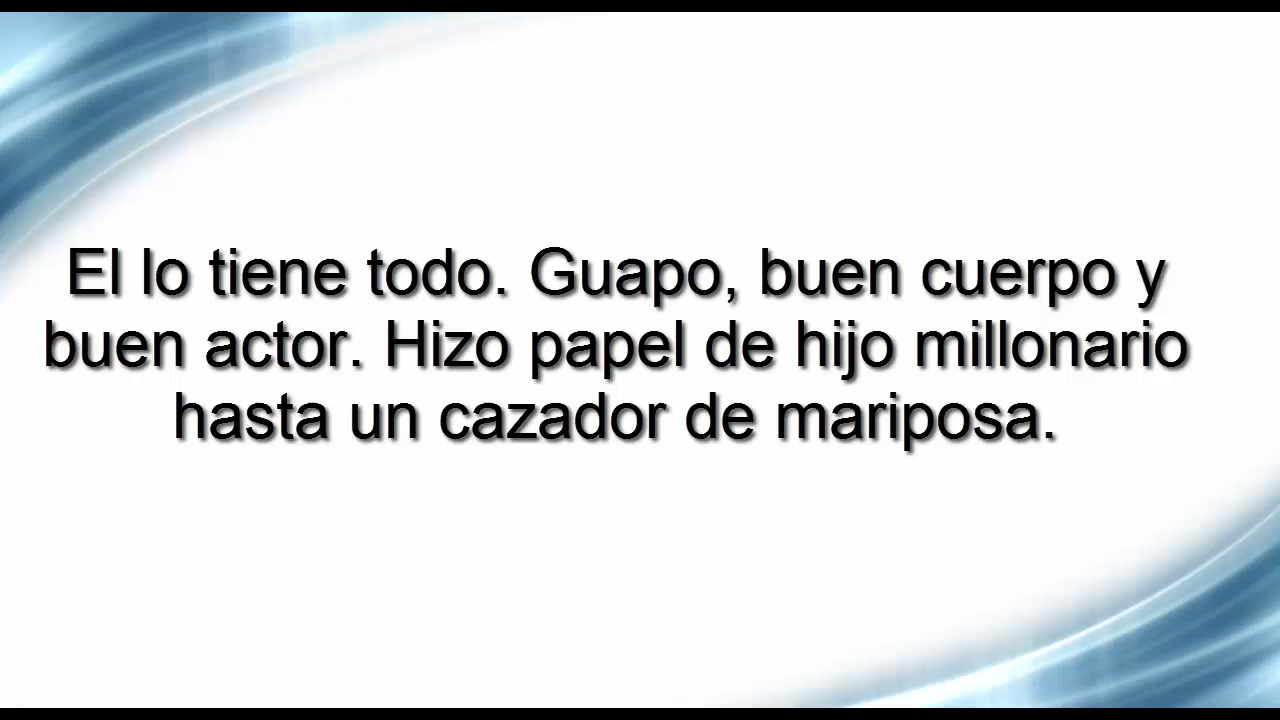 El lo tiene todo. Guapo, buen cuerpo y
buen actor. Hizo papel de hijo millonario
hasta un cazador de mariposa.